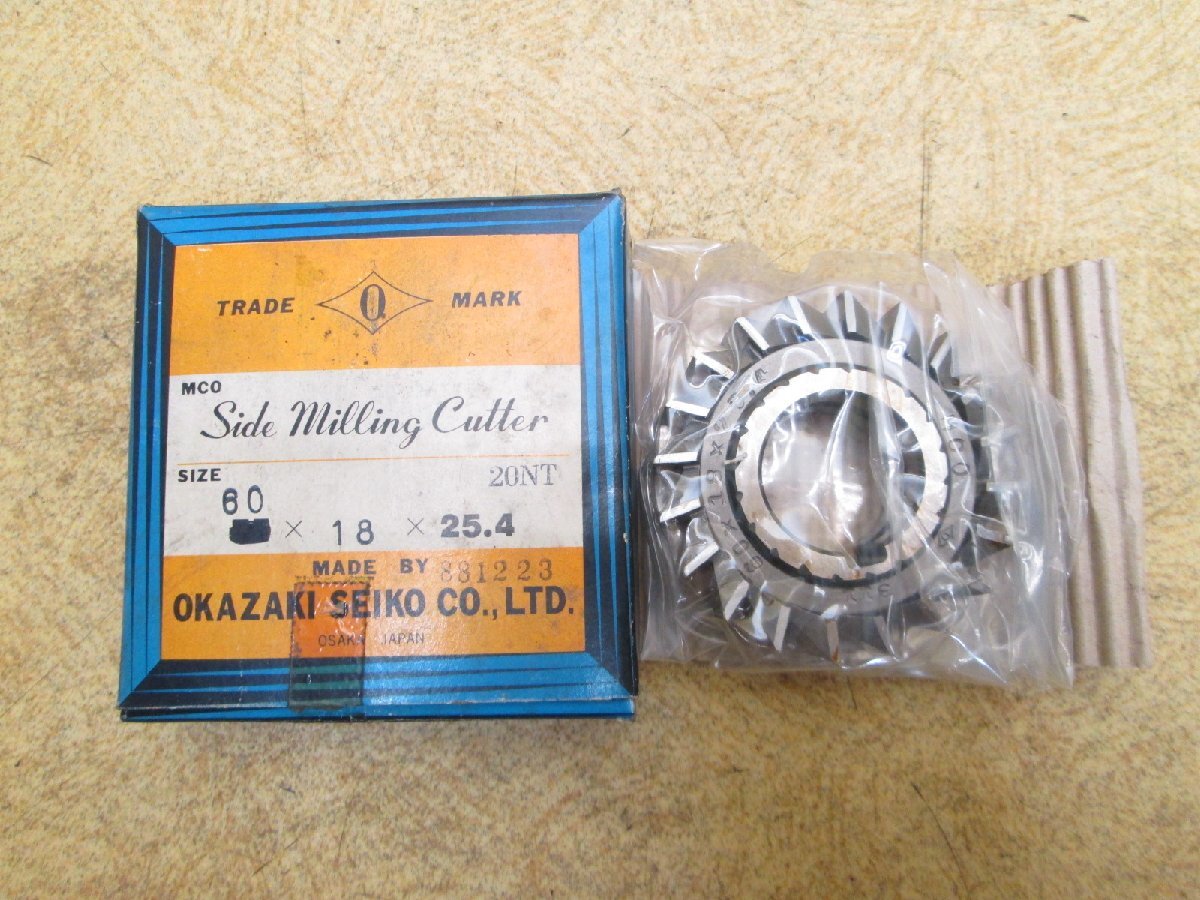 TRADE Q MARK
MCO
Side Milling Cutter
SIZE 20NT
60 × 18 × 25.4
MADE BY 881223
OKAZAKI SEIKO CO., LTD.
OSAKA JAPAN